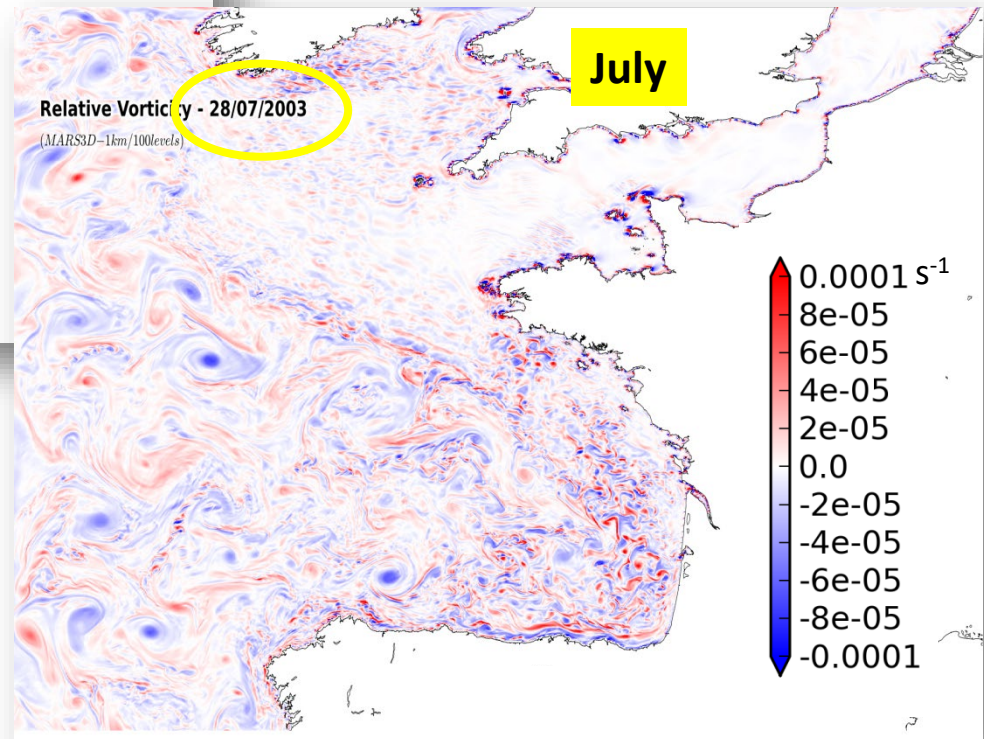 July
Relative Vorticity - 28/07/2003
(MARS3D-1km/100levels)
0.0001 s-1
8e-05
6e-05
4e-05
2e-05
0.0
-2e-05
-4e-05
-6e-05
-8e-05
-0.0001